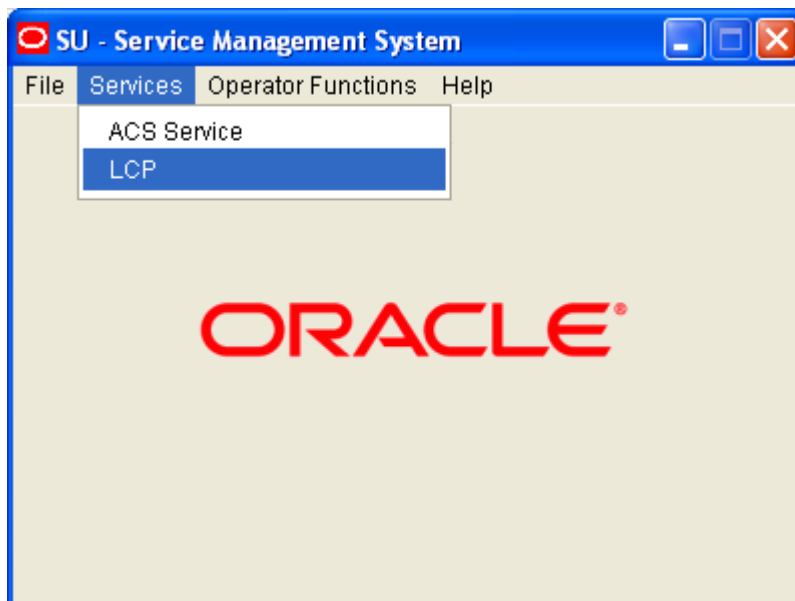 SU - Service Management System
File Services Operator Functions Help
ACS Service
LCP
ORACLE®